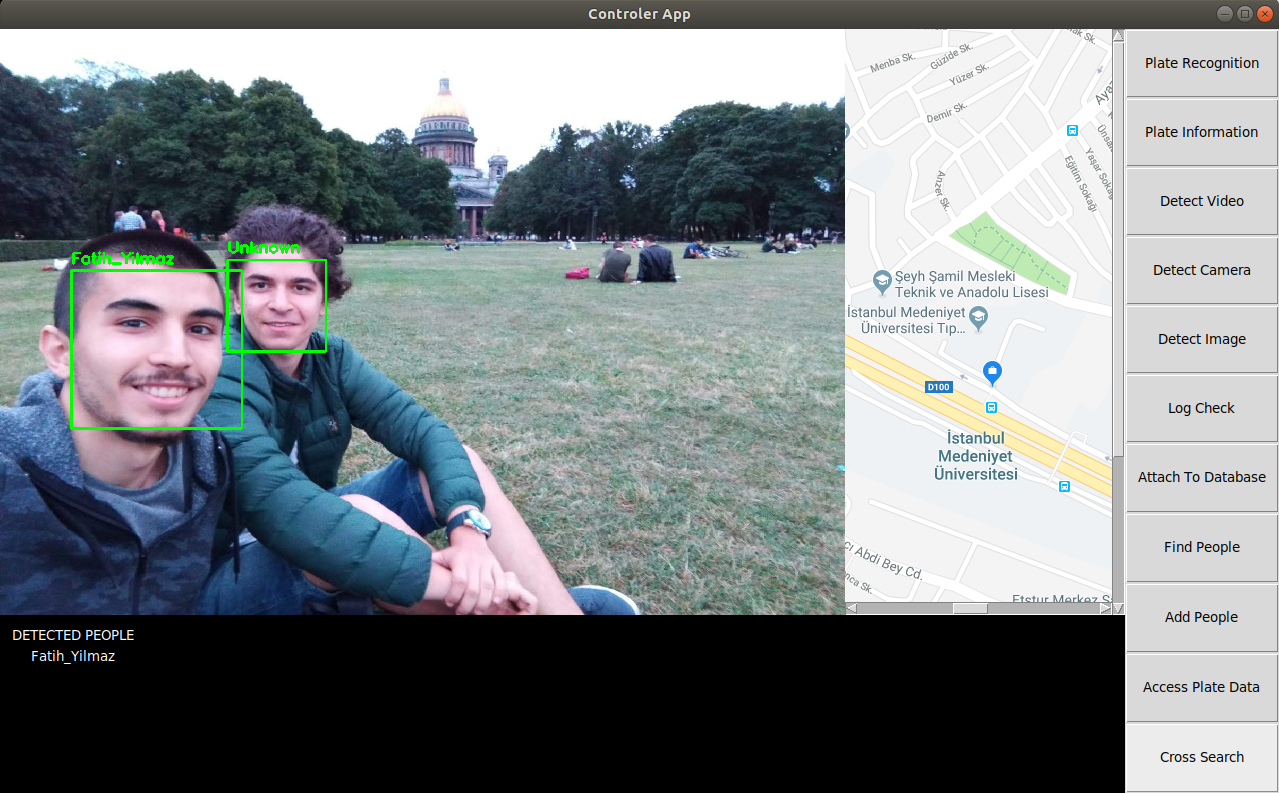 Controler App
Fatih_Yilmaz
Unknown
Menba Sk.
Güzide Sk.
Yüzer Sk.
Demir Sk.
Anzer Sk.
Eğitim Sokağı
Yaşar Sokağı
Şeyh Şamil Mesleki
Teknik ve Anadolu Lisesi
İstanbul Medeniyet
Üniversitesi Tıp...
D100
İstanbul
Medeniyet
Üniversitesi
Abdi Bey Cd.
Sk.
Etstur Merkez
Plate Recognition
Plate Information
Detect Video
Detect Camera
Detect Image
Log Check
Attach To Database
Find People
Add People
Access Plate Data
Cross Search
DETECTED PEOPLE
Fatih_Yilmaz